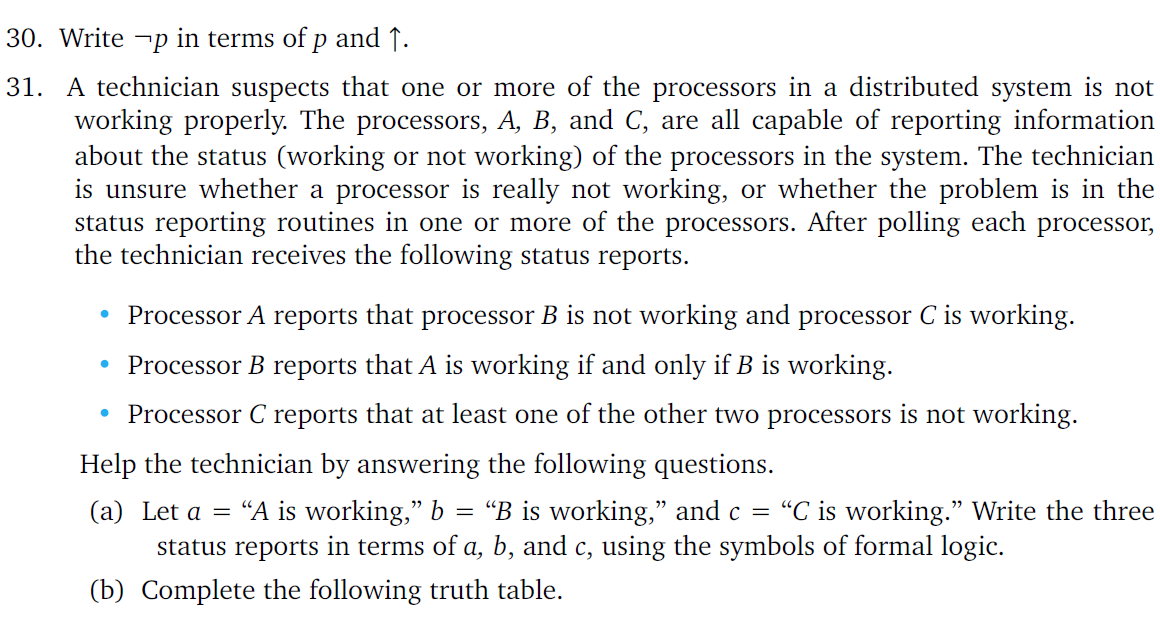 30. Write ¬p in terms of p and ↑.
31. A technician suspects that one or more of the processors in a distributed system is not
working properly. The processors, A, B, and C, are all capable of reporting information
about the status (working or not working) of the processors in the system. The technician
is unsure whether a processor is really not working, or whether the problem is in the
status reporting routines in one or more of the processors. After polling each processor,
the technician receives the following status reports.
• Processor A reports that processor B is not working and processor C is working.
• Processor B reports that A is working if and only if B is working.
• Processor C reports that at least one of the other two processors is not working.
Help the technician by answering the following questions.
(a) Let a = “A is working,” b = “B is working,” and c = “C is working.” Write the three
status reports in terms of a, b, and c, using the symbols of formal logic.
(b) Complete the following truth table.